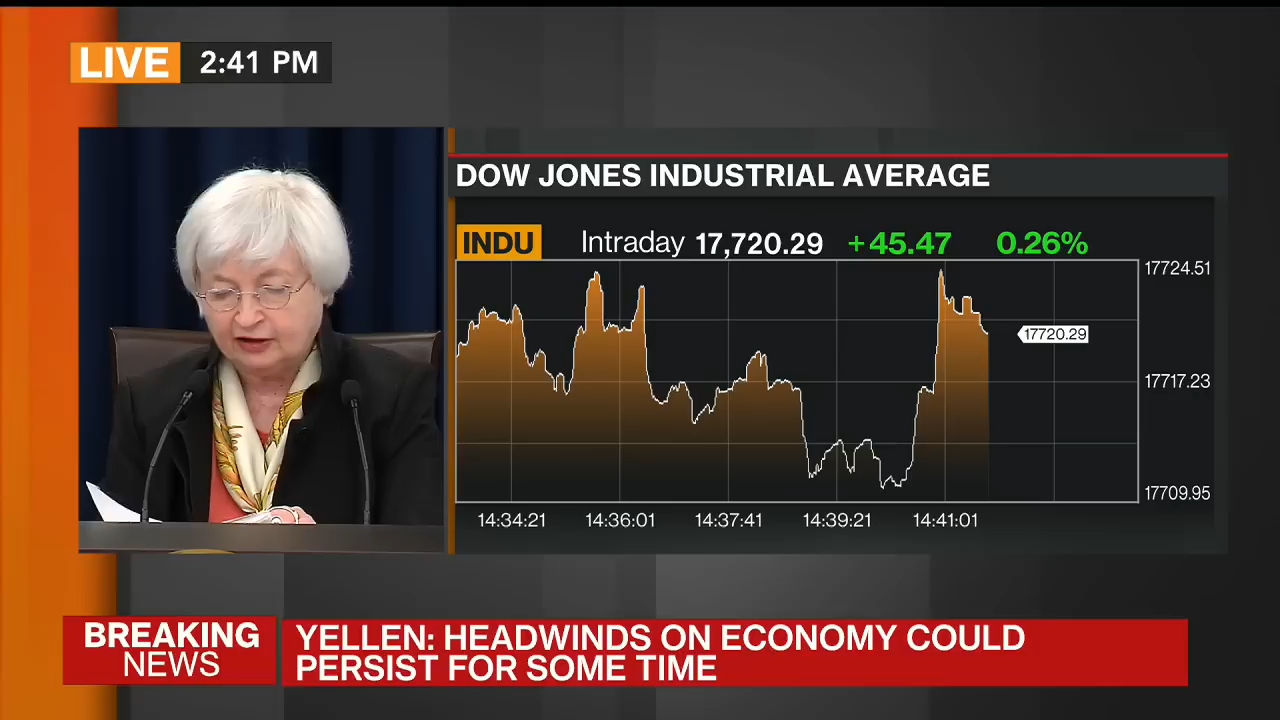 LIVE 2:41 PM
DOW JONES INDUSTRIAL AVERAGE
INDU Intraday 17,720.29 +45.47 0.26%
17724.51
17720.29
17717.23
17709.95
14:34:21 14:36:01 14:37:41 14:39:21 14:41:01
BREAKING
NEWS
YELLEN: HEADWINDS ON ECONOMY COULD
PERSIST FOR SOME TIME